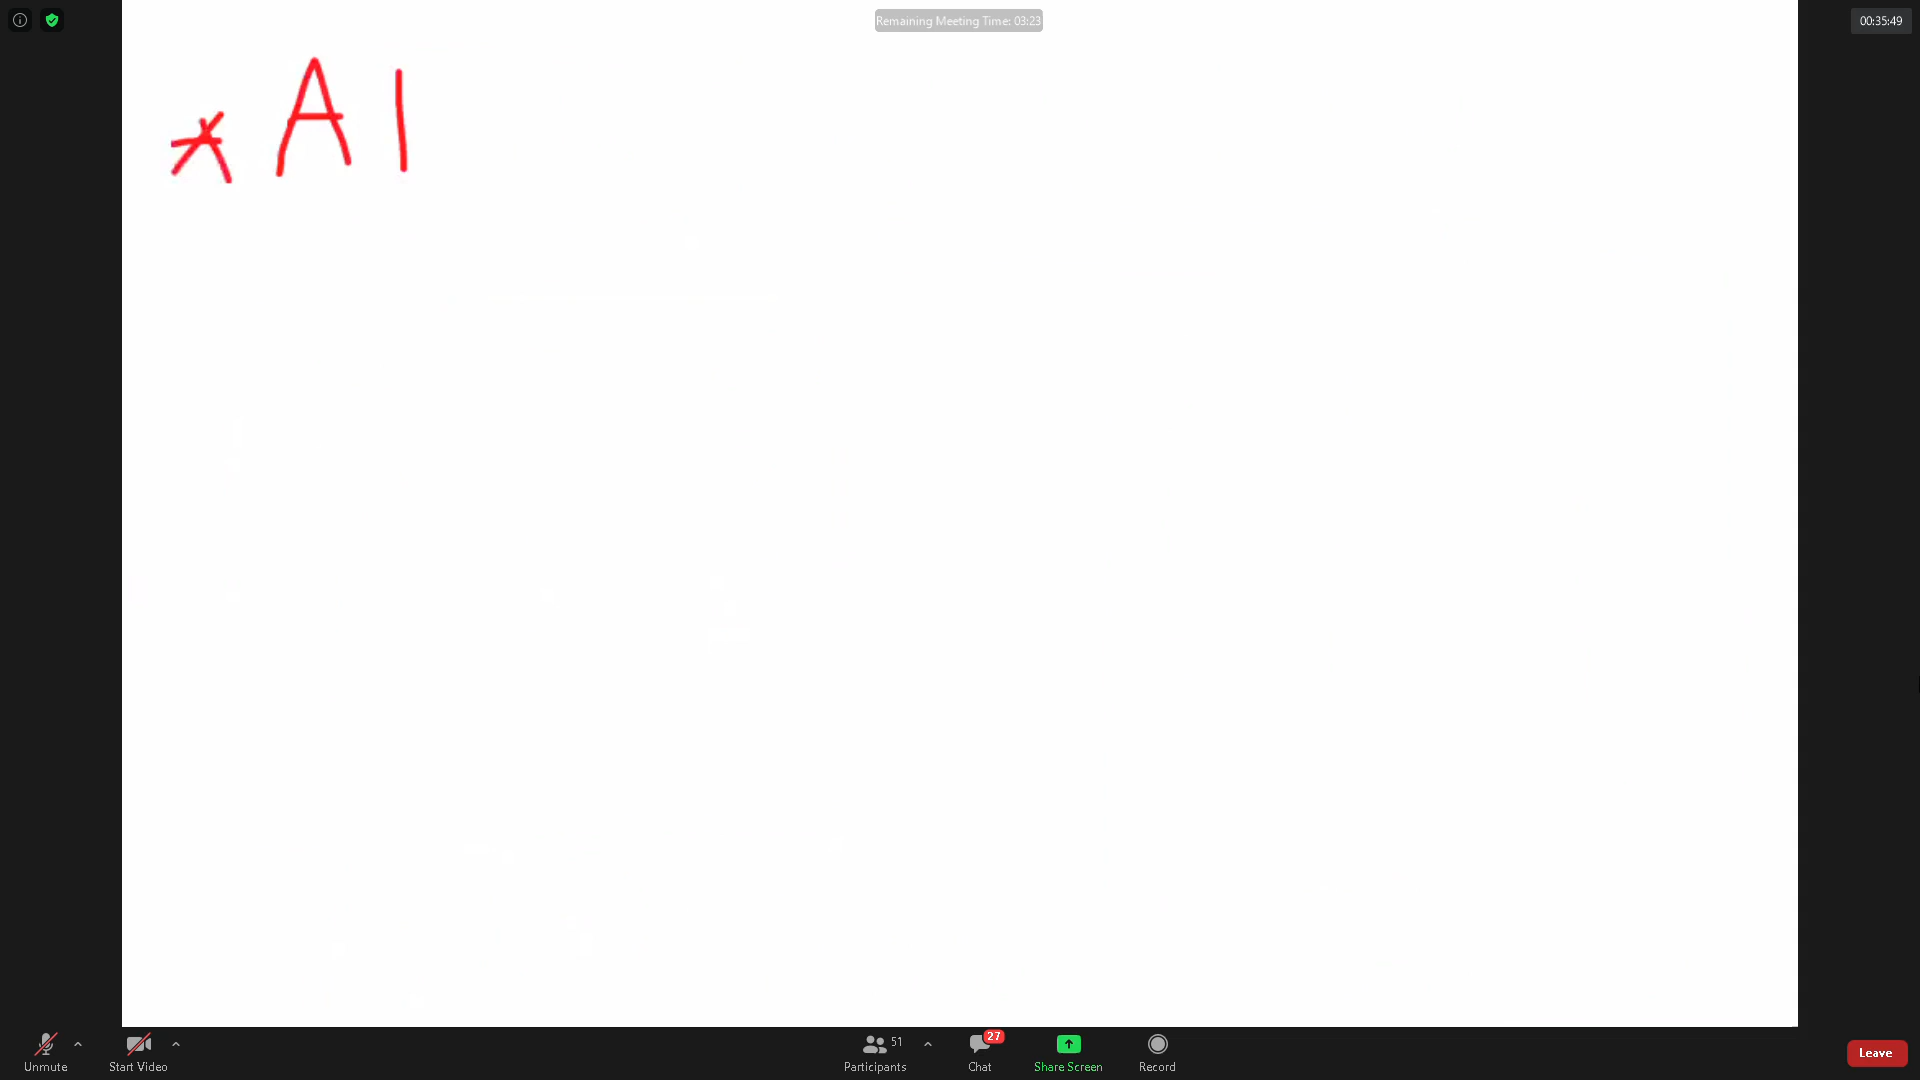 Remaining Meeting Time: 03:23
00:35:49
* A I
51
27
Unmute
Start Video
Participants
Chat
Share Screen
Record
Leave